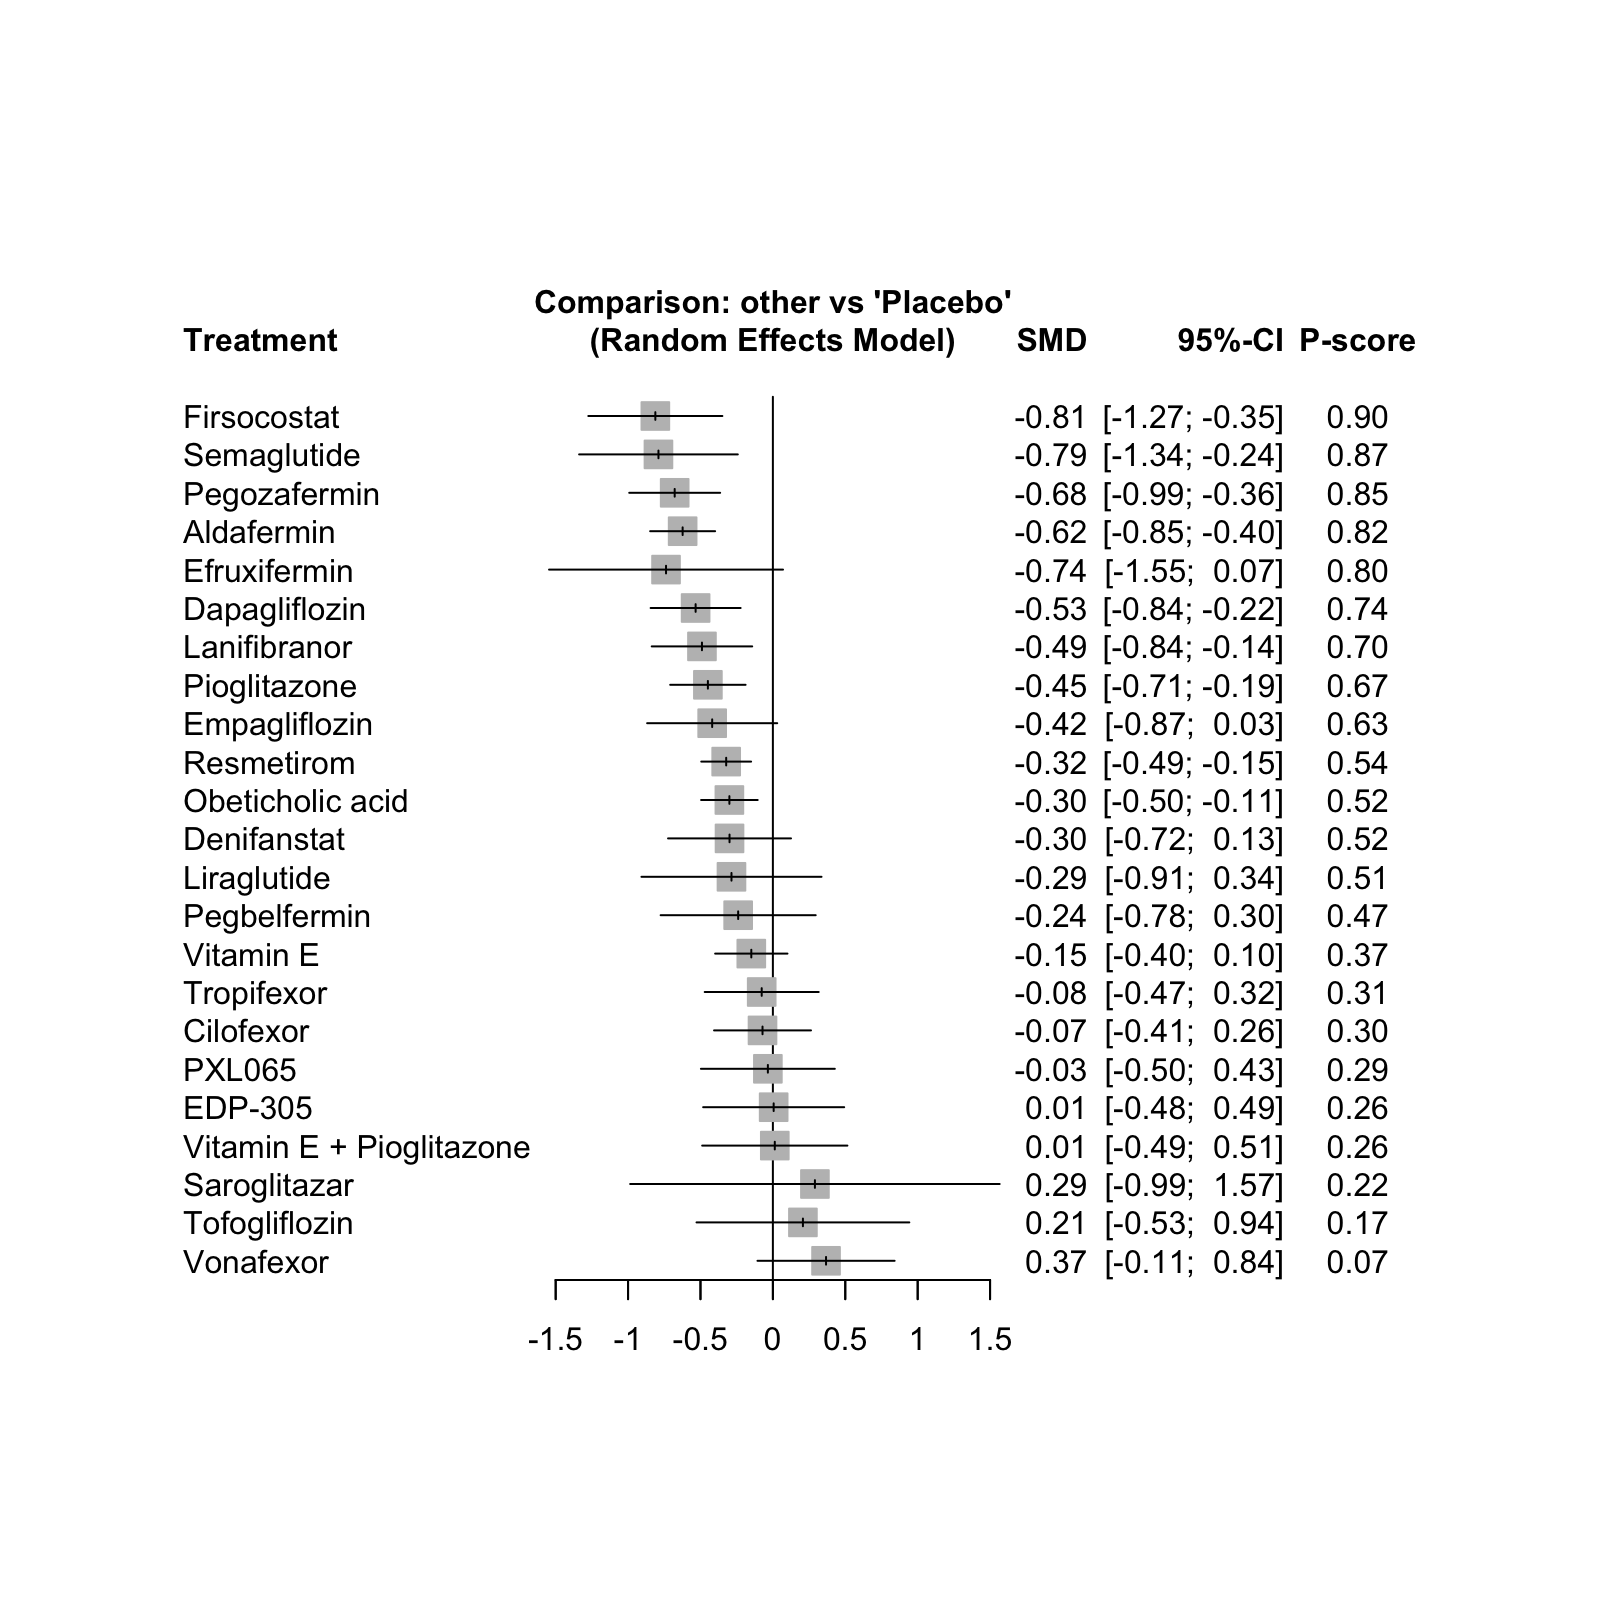 Comparison: other vs 'Placebo'
Treatment (Random Effects Model) SMD 95%-CI P-score
Firsocostat -0.81 [-1.27; -0.35] 0.90
Semaglutide -0.79 [-1.34; -0.24] 0.87
Pegozafermin -0.68 [-0.99; -0.36] 0.85
Aldafermin -0.62 [-0.85; -0.40] 0.82
Efruxifermin -0.74 [-1.55; 0.07] 0.80
Dapagliflozin -0.53 [-0.84; -0.22] 0.74
Lanifibranor -0.49 [-0.84; -0.14] 0.70
Pioglitazone -0.45 [-0.71; -0.19] 0.67
Empagliflozin -0.42 [-0.87; 0.03] 0.63
Resmetirom -0.32 [-0.49; -0.15] 0.54
Obeticholic acid -0.30 [-0.50; -0.11] 0.52
Denifanstat -0.30 [-0.72; 0.13] 0.52
Liraglutide -0.29 [-0.91; 0.34] 0.51
Pegbelfermin -0.24 [-0.78; 0.30] 0.47
Vitamin E -0.15 [-0.40; 0.10] 0.37
Tropifexor -0.08 [-0.47; 0.32] 0.31
Cilofexor -0.07 [-0.41; 0.26] 0.30
PXL065 -0.03 [-0.50; 0.43] 0.29
EDP-305 0.01 [-0.48; 0.49] 0.26
Vitamin E + Pioglitazone 0.01 [-0.49; 0.51] 0.26
Saroglitazar 0.29 [-0.99; 1.57] 0.22
Tofogliflozin 0.21 [-0.53; 0.94] 0.17
Vonafexor 0.37 [-0.11; 0.84] 0.07
-1.5 -1 -0.5 0 0.5 1 1.5